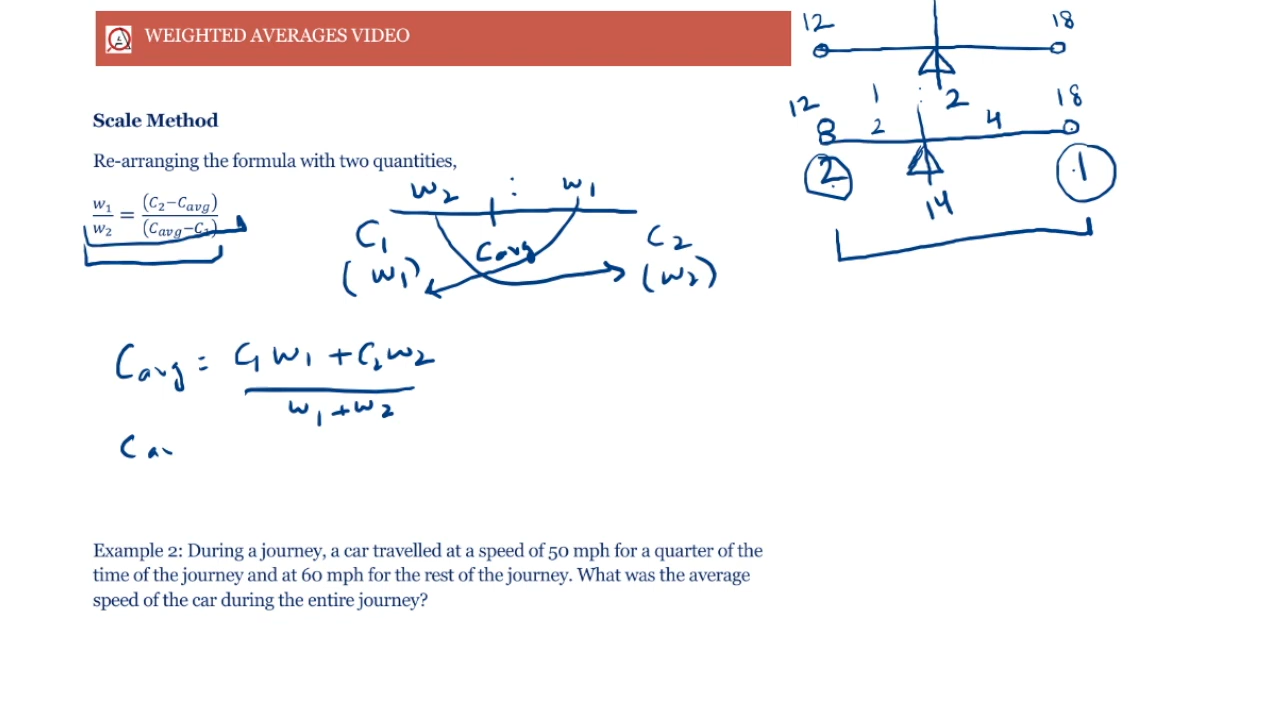 WEIGHTED AVERAGES VIDEO
12 18
Scale Method
12 1 : 2 18
8 2 4
2 1
14
Re-arranging the formula with two quantities,
w₁/w₂ = (C₂−Cavg)/(Cavg−C₁)
w₂ : w₁
C₁ Cavg C₂
(w₁) (w₂)
Cavg = C₁w₁ + C₂w₂
w₁+w₂
Cav
Example 2: During a journey, a car travelled at a speed of 50 mph for a quarter of the
time of the journey and at 60 mph for the rest of the journey. What was the average
speed of the car during the entire journey?